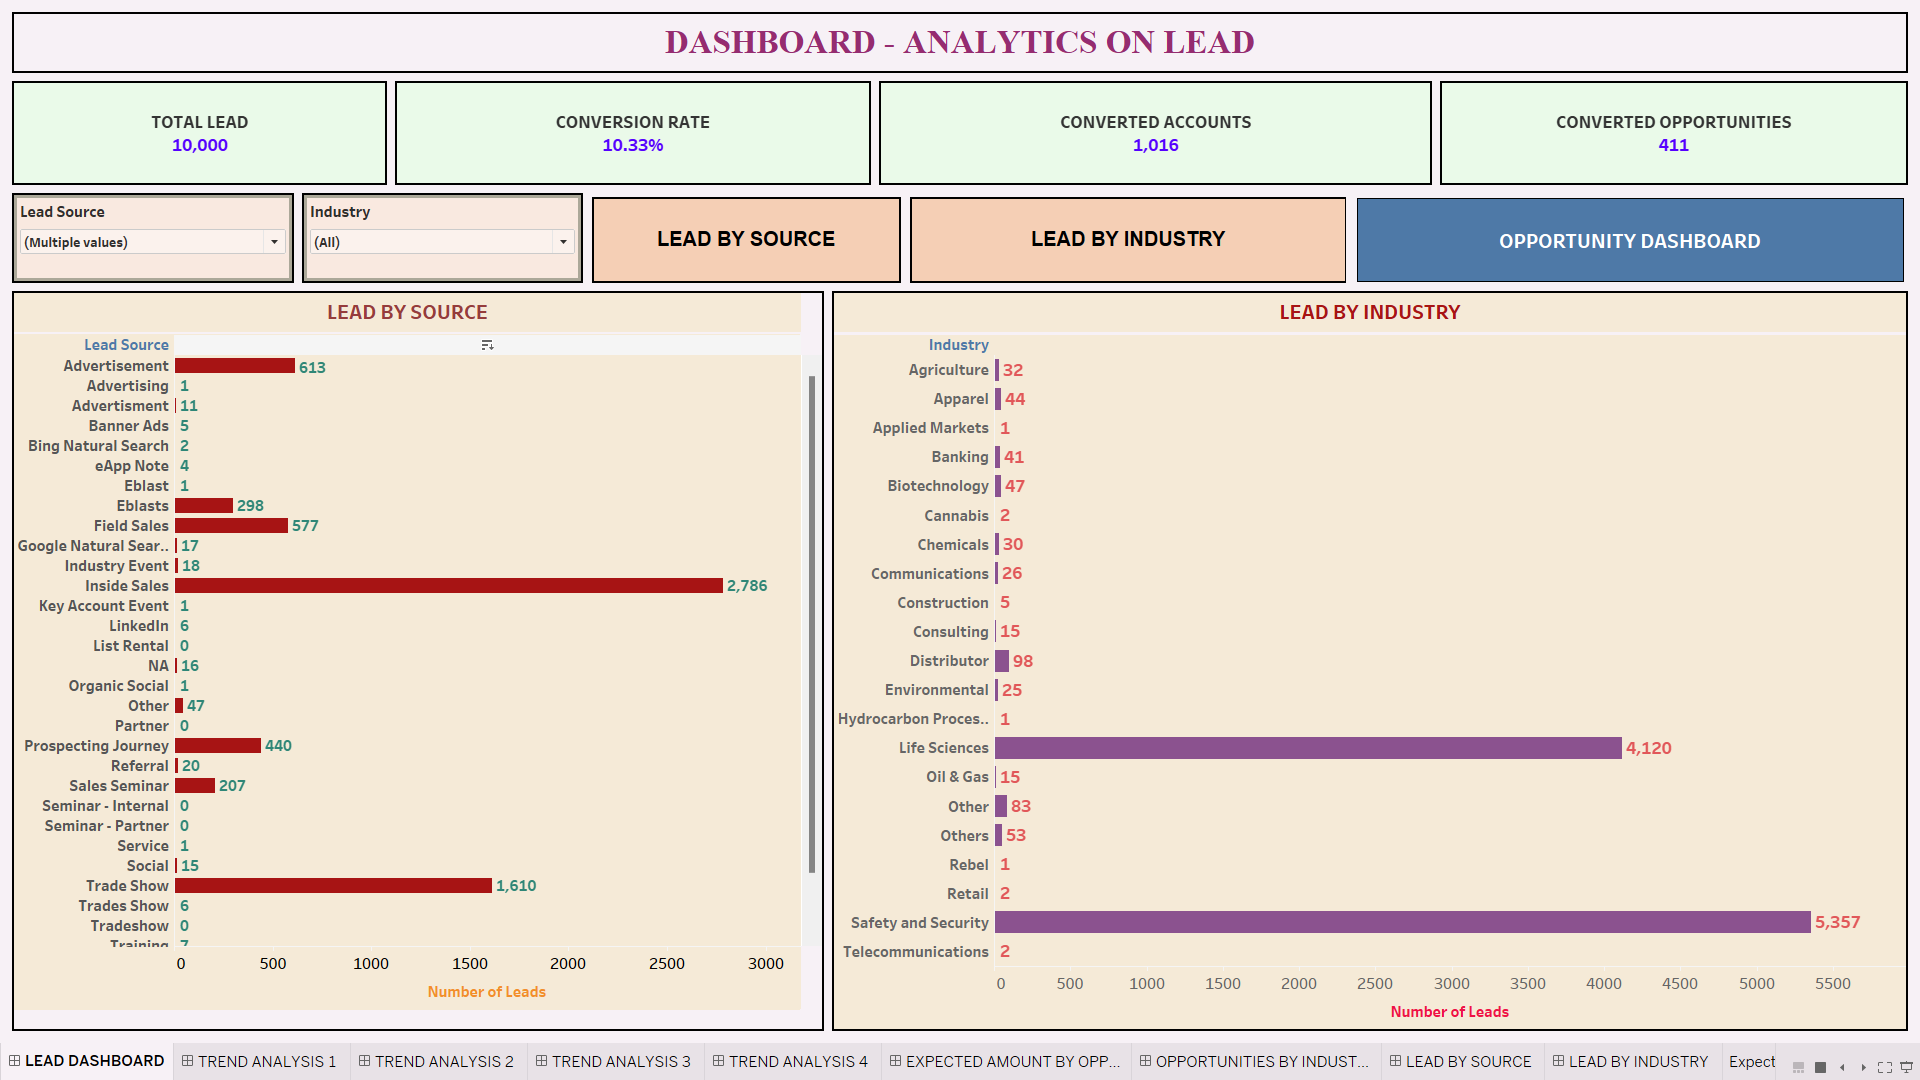 DASHBOARD - ANALYTICS ON LEAD
TOTAL LEAD
10,000
CONVERSION RATE
10.33%
CONVERTED ACCOUNTS
1,016
CONVERTED OPPORTUNITIES
411
Lead Source
(Multiple values)
Industry
(All)
LEAD BY SOURCE
LEAD BY INDUSTRY
OPPORTUNITY DASHBOARD
LEAD BY SOURCE
Lead Source
Advertisement 613
Advertising 1
Advertisment 11
Banner Ads 5
Bing Natural Search 2
eApp Note 4
Eblast 1
Eblasts 298
Field Sales 577
Google Natural Sear.. 17
Industry Event 18
Inside Sales 2,786
Key Account Event 1
LinkedIn 6
List Rental 0
NA 16
Organic Social 1
Other 47
Partner 0
Prospecting Journey 440
Referral 20
Sales Seminar 207
Seminar - Internal 0
Seminar - Partner 0
Service 1
Social 15
Trade Show 1,610
Trades Show 6
Tradeshow 0
Training 7
0 500 1000 1500 2000 2500 3000
Number of Leads
LEAD BY INDUSTRY
Industry
Agriculture 32
Apparel 44
Applied Markets 1
Banking 41
Biotechnology 47
Cannabis 2
Chemicals 30
Communications 26
Construction 5
Consulting 15
Distributor 98
Environmental 25
Hydrocarbon Proces.. 1
Life Sciences 4,120
Oil & Gas 15
Other 83
Others 53
Rebel 1
Retail 2
Safety and Security 5,357
Telecommunications 2
0 500 1000 1500 2000 2500 3000 3500 4000 4500 5000 5500
Number of Leads
LEAD DASHBOARD TREND ANALYSIS 1 TREND ANALYSIS 2 TREND ANALYSIS 3 TREND ANALYSIS 4 EXPECTED AMOUNT BY OPP... OPPORTUNITIES BY INDUST... LEAD BY SOURCE LEAD BY INDUSTRY Expect